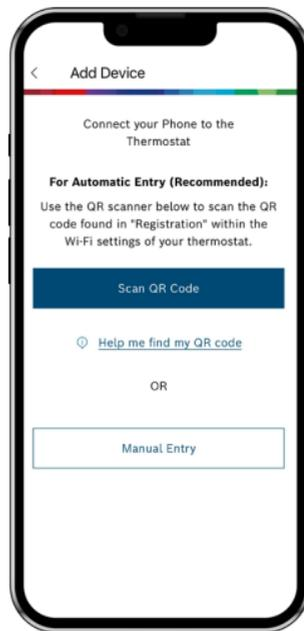 Add Device
Connect your Phone to the
Thermostat
For Automatic Entry (Recommended):
Use the QR scanner below to scan the QR
code found in "Registration" within the
Wi-Fi settings of your thermostat.
Scan QR Code
Help me find my QR code
OR
Manual Entry